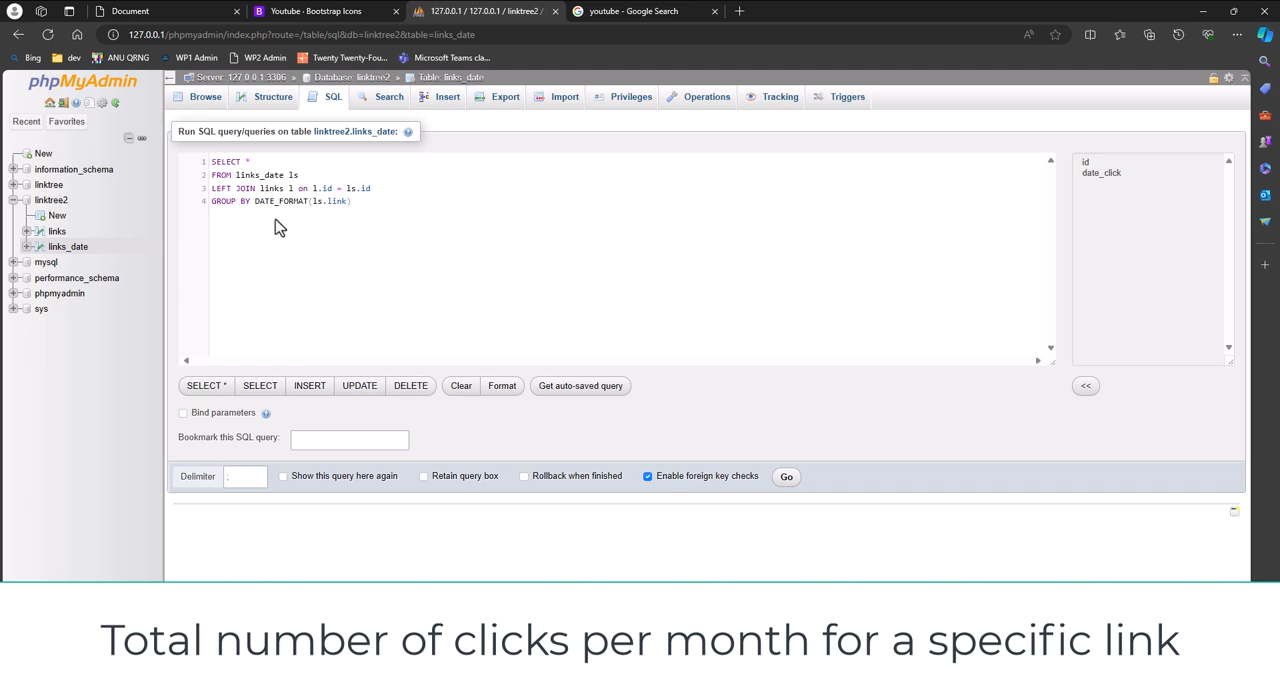 Document
Youtube · Bootstrap Icons
127.0.0.1 / 127.0.0.1 / linktree2 /
youtube - Google Search
127.0.0.1/phpmyadmin/index.php?route=/table/sql&db=linktree2&table=links_date
Bing
dev
ANU QRNG
WP1 Admin
WP2 Admin
Twenty Twenty-Fou...
Microsoft Teams cla...
phpMyAdmin
Recent
Favorites
New
information_schema
linktree
linktree2
New
links
links_date
mysql
performance_schema
phpmyadmin
sys
Server: 127.0.0.1:3306 » Database: linktree2 » Table: links_date
Browse
Structure
SQL
Search
Insert
Export
Import
Privileges
Operations
Tracking
Triggers
Run SQL query/queries on table linktree2.links_date:
1 SELECT *
2 FROM links_date ls
3 LEFT JOIN links l on l.id = ls.id
4 GROUP BY DATE_FORMAT(ls.link)
id
date_click
SELECT *
SELECT
INSERT
UPDATE
DELETE
Clear
Format
Get auto-saved query
<<
Bind parameters
Bookmark this SQL query:
Delimiter
;
Show this query here again
Retain query box
Rollback when finished
Enable foreign key checks
Go
Total number of clicks per month for a specific link